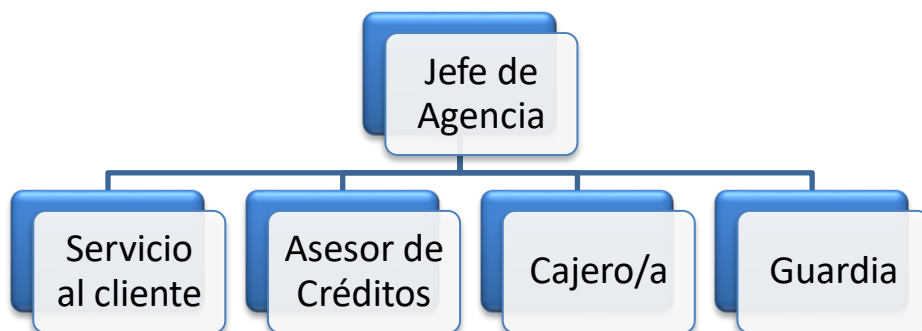 Jefe de
Agencia
Servicio
al cliente
Asesor de
Créditos
Cajero/a
Guardia